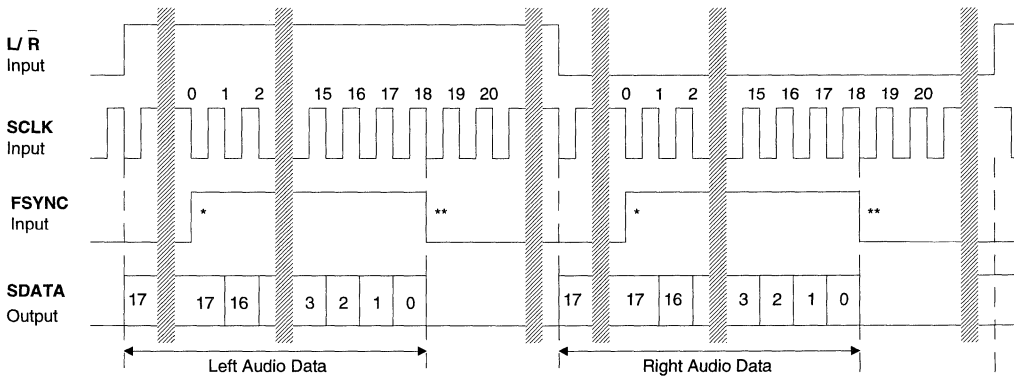 L/ R̅
Input
0 1 2 15 16 17 18 19 20 0 1 2 15 16 17 18 19 20
SCLK
Input
FSYNC
Input
* ** * **
SDATA
Output
17 17 16 3 2 1 0 17 17 16 3 2 1 0
Left Audio Data Right Audio Data